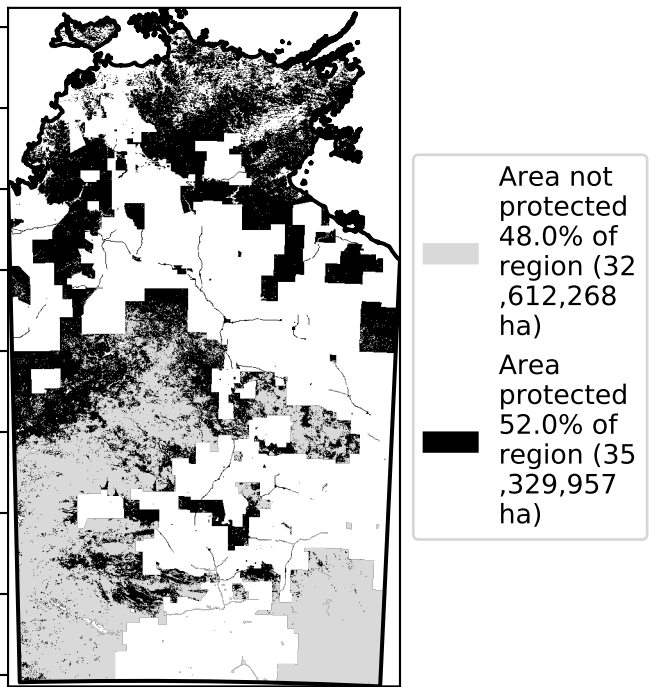 Area not
protected
48.0% of
region (32
,612,268
ha)
Area
protected
52.0% of
region (35
,329,957
ha)